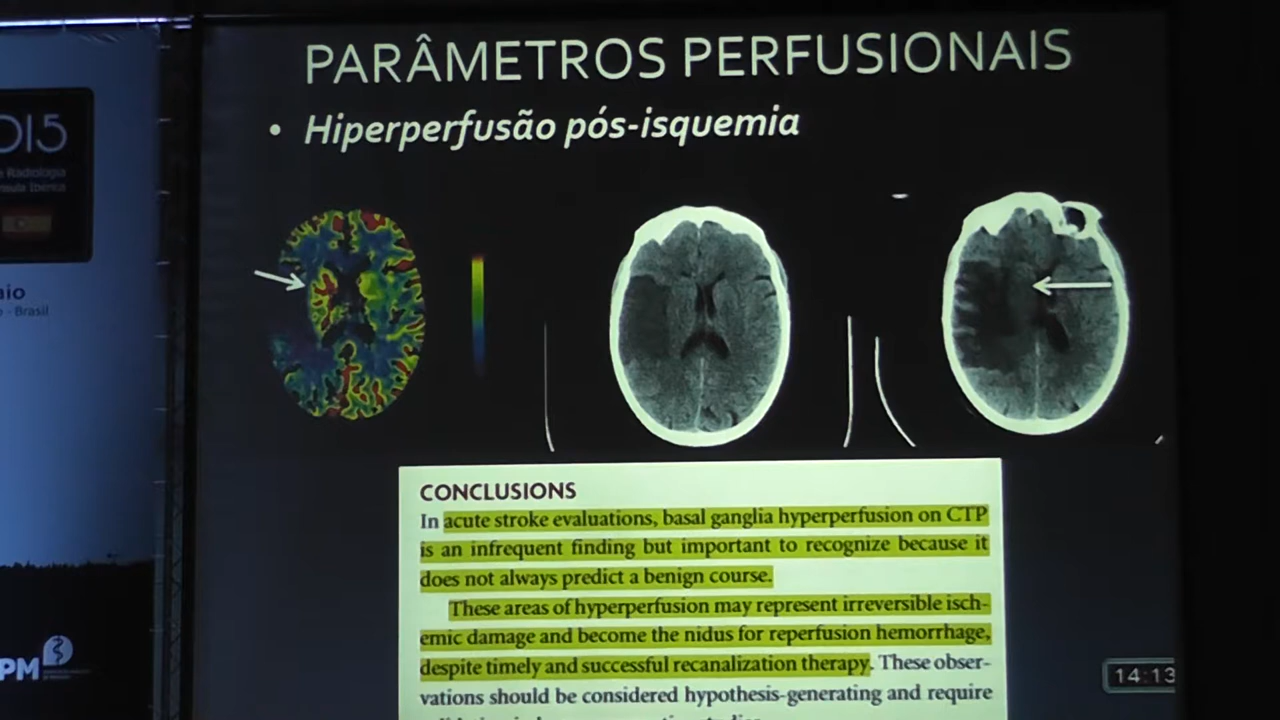 PARÂMETROS PERFUSIONAIS
• Hiperperfusão pós-isquemia
015
Radiologia
Ibérica
aio
- Brasil
PM
CONCLUSIONS
In acute stroke evaluations, basal ganglia hyperperfusion on CTP
is an infrequent finding but important to recognize because it
does not always predict a benign course.
These areas of hyperperfusion may represent irreversible isch-
emic damage and become the nidus for reperfusion hemorrhage,
despite timely and successful recanalization therapy. These obser-
vations should be considered hypothesis-generating and require
14:13